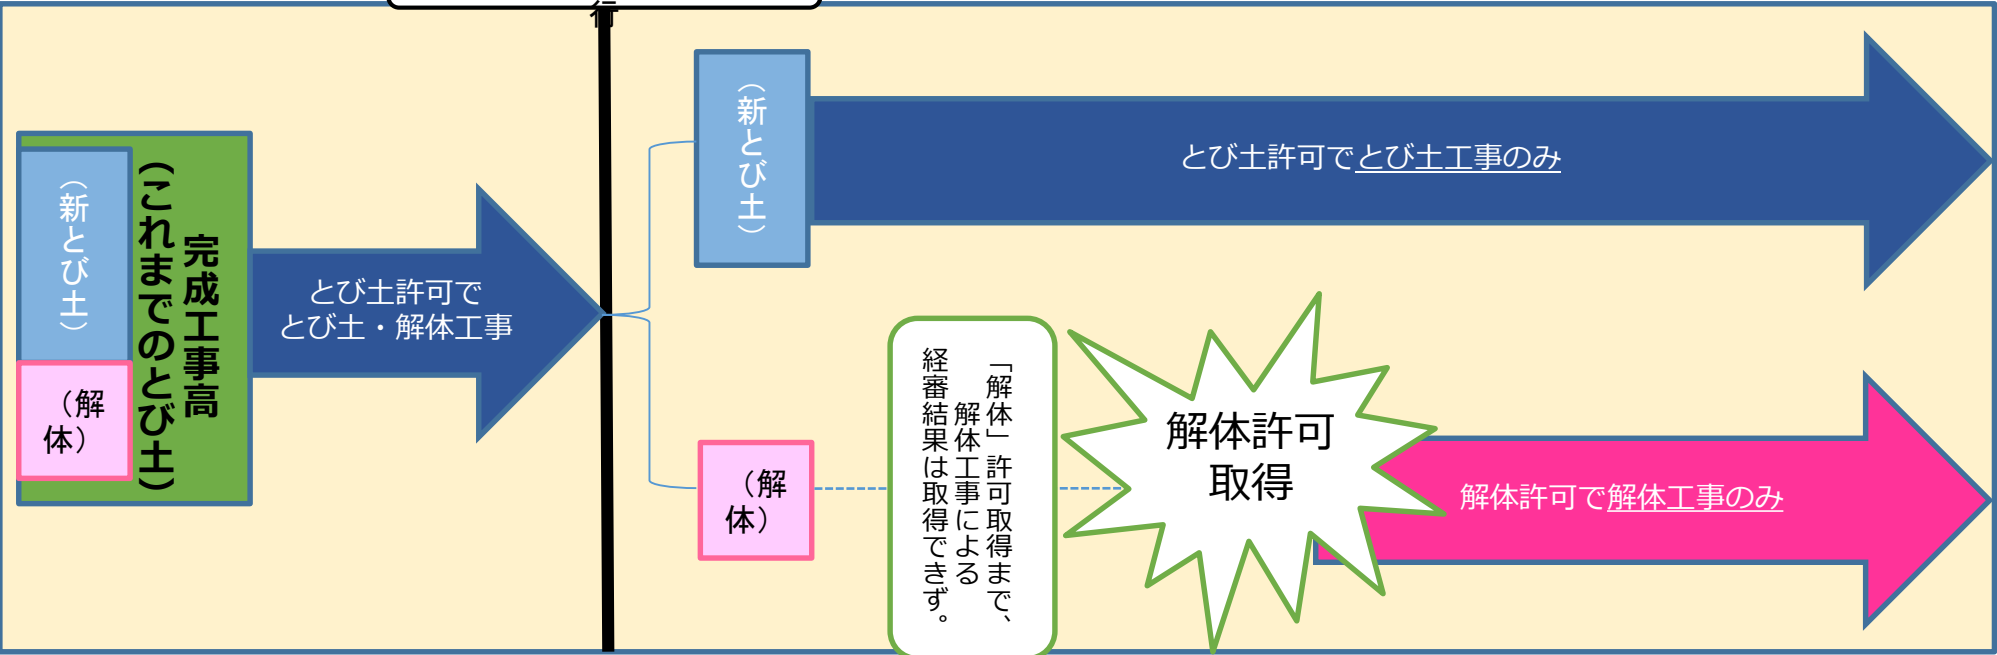 行
(新とび土)
(解
体)
完成工事高
(これまでのとび土)
とび土許可で
とび土・解体工事
(新とび土)
とび土許可でとび土工事のみ
(解
体)
「解体」許可取得まで、
解体工事による
経審結果は取得できず。
解体許可
取得
解体許可で解体工事のみ